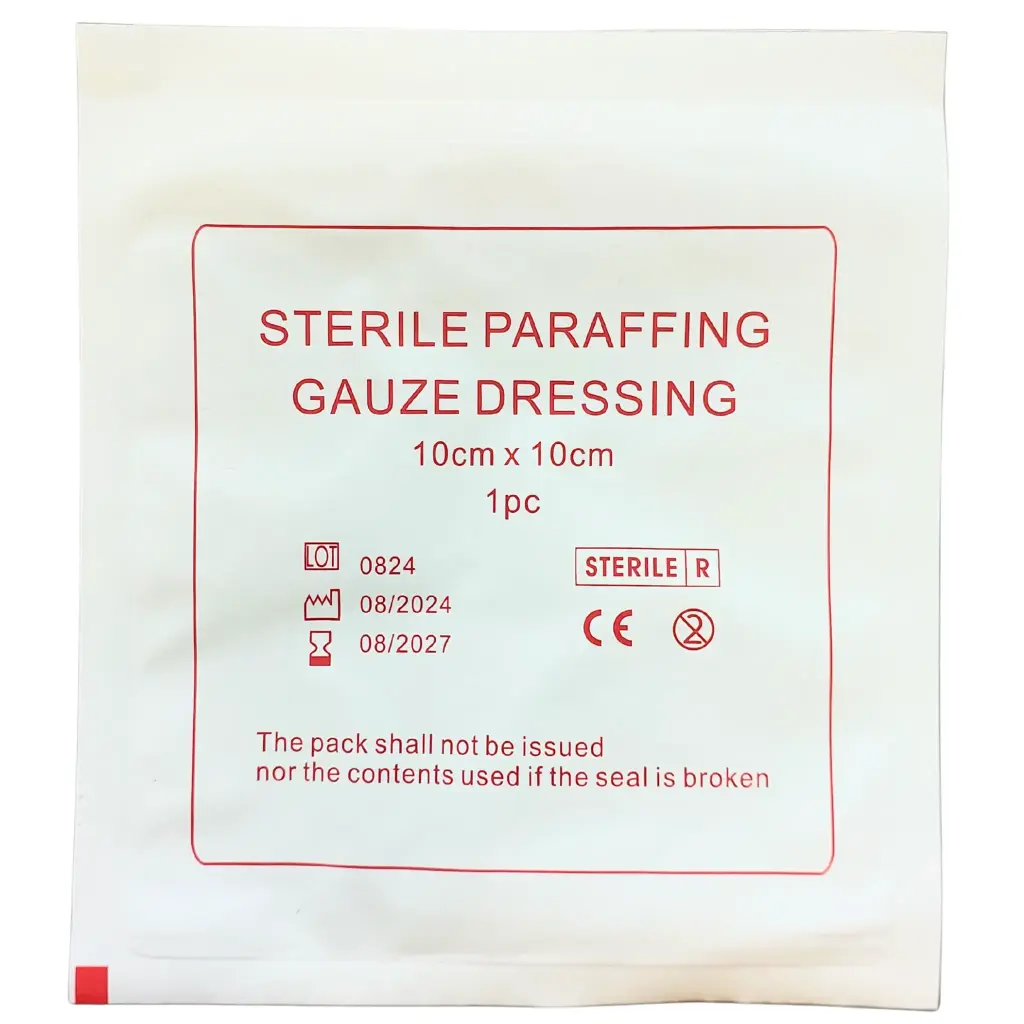 STERILE PARAFFING
GAUZE DRESSING
10cm x 10cm
1pc
LOT 0824
08/2024
08/2027
STERILE R
CE 2
The pack shall not be issued
nor the contents used if the seal is broken